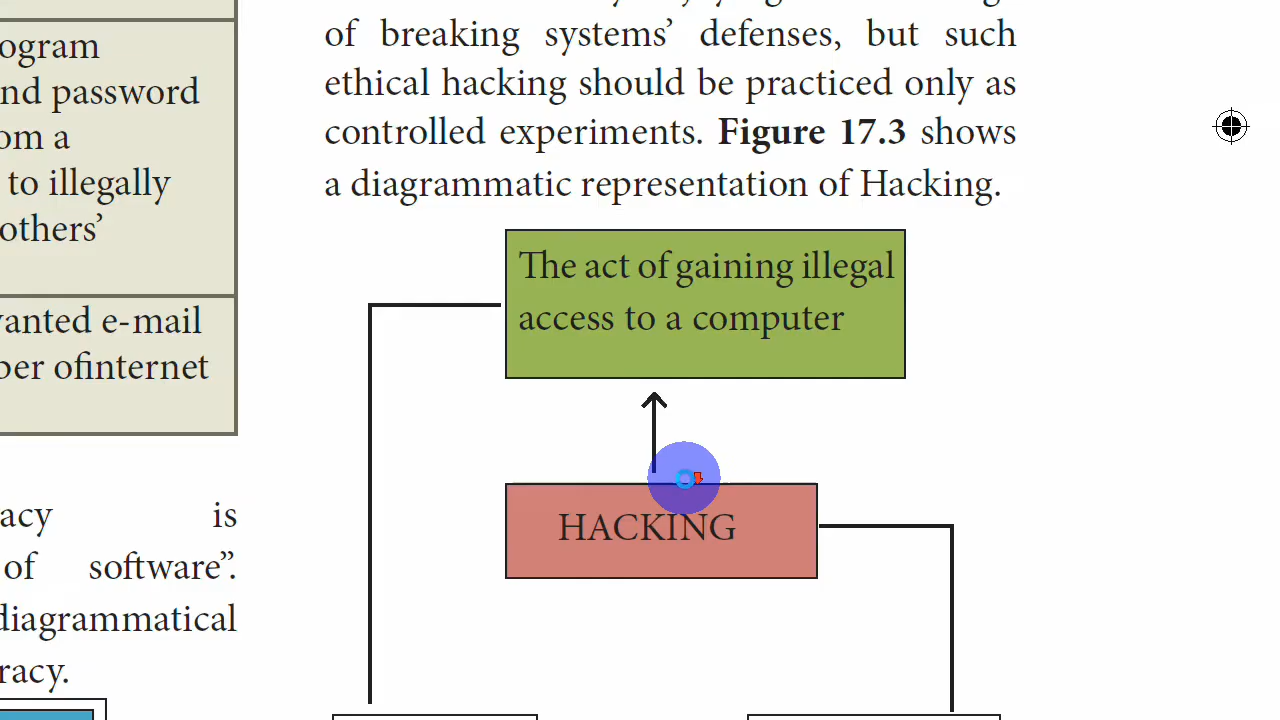 ogram
nd password
om a
to illegally
others’
anted e-mail
ber ofinternet
acy is
of software”.
diagrammatical
racy.
of breaking systems’ defenses, but such
ethical hacking should be practiced only as
controlled experiments. Figure 17.3 shows
a diagrammatic representation of Hacking.
The act of gaining illegal
access to a computer
HACKING